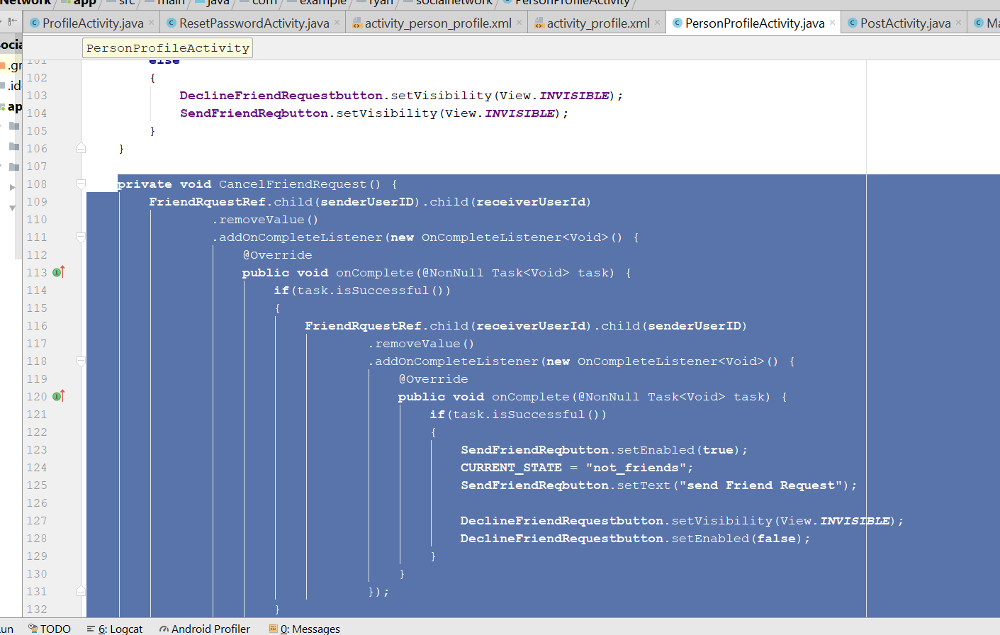 Network app src main java com example ryan socialnetwork PersonProfileActivity
ProfileActivity.java × ResetPasswordActivity.java × activity_person_profile.xml × activity_profile.xml × PersonProfileActivity.java × PostActivity.java × Ma
PersonProfileActivity
ocia
.gr
.id
ap
101 else
102 {
103 DeclineFriendRequestbutton.setVisibility(View.INVISIBLE);
104 SendFriendReqbutton.setVisibility(View.INVISIBLE);
105 }
106 }
107
108 private void CancelFriendRequest() {
109 FriendRquestRef.child(senderUserID).child(receiverUserId)
110 .removeValue()
111 .addOnCompleteListener(new OnCompleteListener<Void>() {
112 @Override
113 public void onComplete(@NonNull Task<Void> task) {
114 if(task.isSuccessful())
115 {
116 FriendRquestRef.child(receiverUserId).child(senderUserID)
117 .removeValue()
118 .addOnCompleteListener(new OnCompleteListener<Void>() {
119 @Override
120 public void onComplete(@NonNull Task<Void> task) {
121 if(task.isSuccessful())
122 {
123 SendFriendReqbutton.setEnabled(true);
124 CURRENT_STATE = "not_friends";
125 SendFriendReqbutton.setText("send Friend Request");
126
127 DeclineFriendRequestbutton.setVisibility(View.INVISIBLE);
128 DeclineFriendRequestbutton.setEnabled(false);
129 }
130 }
131 });
132 }
un TODO 6: Logcat Android Profiler 0: Messages